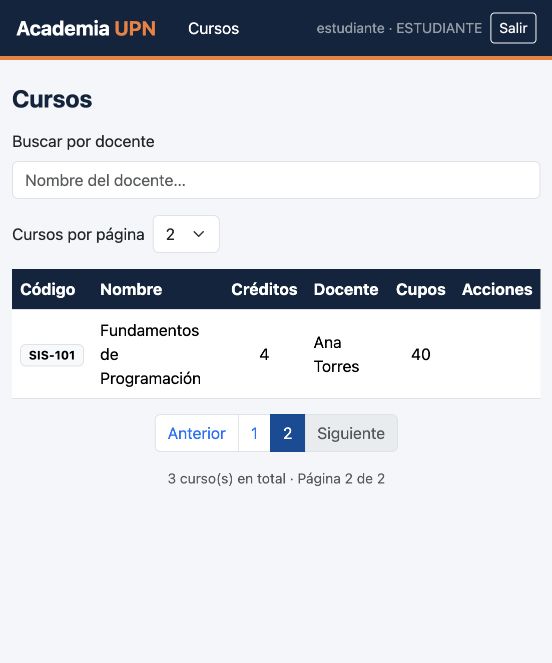 Academia UPN Cursos estudiante · ESTUDIANTE Salir
Cursos
Buscar por docente
Nombre del docente...
Cursos por página 2
Código Nombre Créditos Docente Cupos Acciones
SIS-101 Fundamentos de Programación 4 Ana Torres 40
Anterior 1 2 Siguiente
3 curso(s) en total · Página 2 de 2